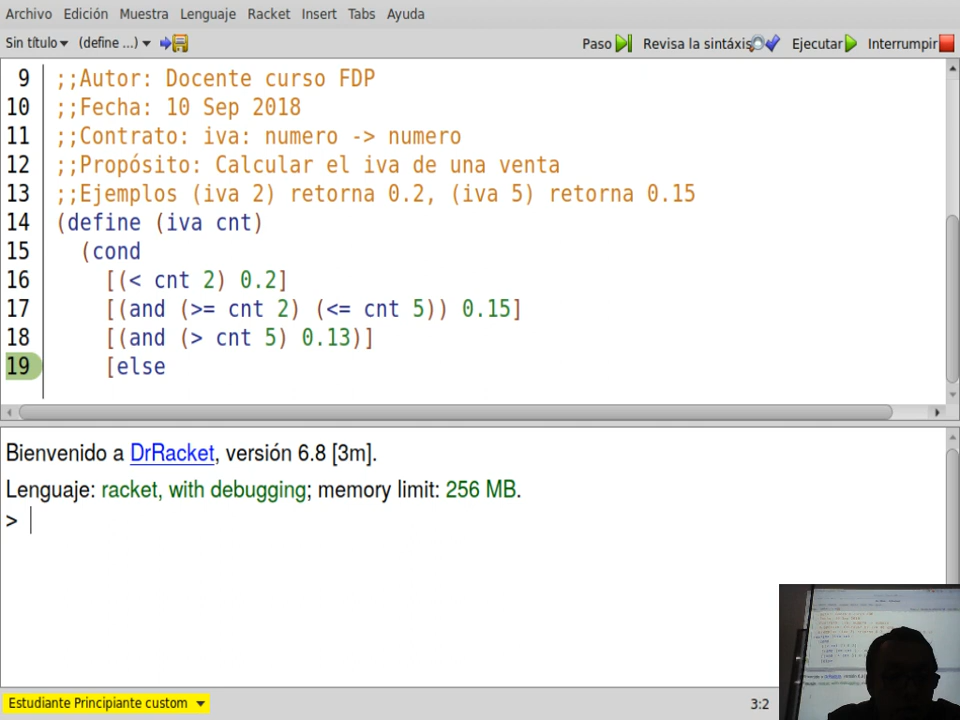 Archivo Edición Muestra Lenguaje Racket Insert Tabs Ayuda
Sin título (define ...) Paso Revisa la sintáxis Ejecutar Interrumpir
9 ;;Autor: Docente curso FDP
10 ;;Fecha: 10 Sep 2018
11 ;;Contrato: iva: numero -> numero
12 ;;Propósito: Calcular el iva de una venta
13 ;;Ejemplos (iva 2) retorna 0.2, (iva 5) retorna 0.15
14 (define (iva cnt)
15 (cond
16 [(< cnt 2) 0.2]
17 [(and (>= cnt 2) (<= cnt 5)) 0.15]
18 [(and (> cnt 5) 0.13)]
19 [else
Bienvenido a DrRacket, versión 6.8 [3m].
Lenguaje: racket, with debugging; memory limit: 256 MB.
>
Estudiante Principiante custom 3:2